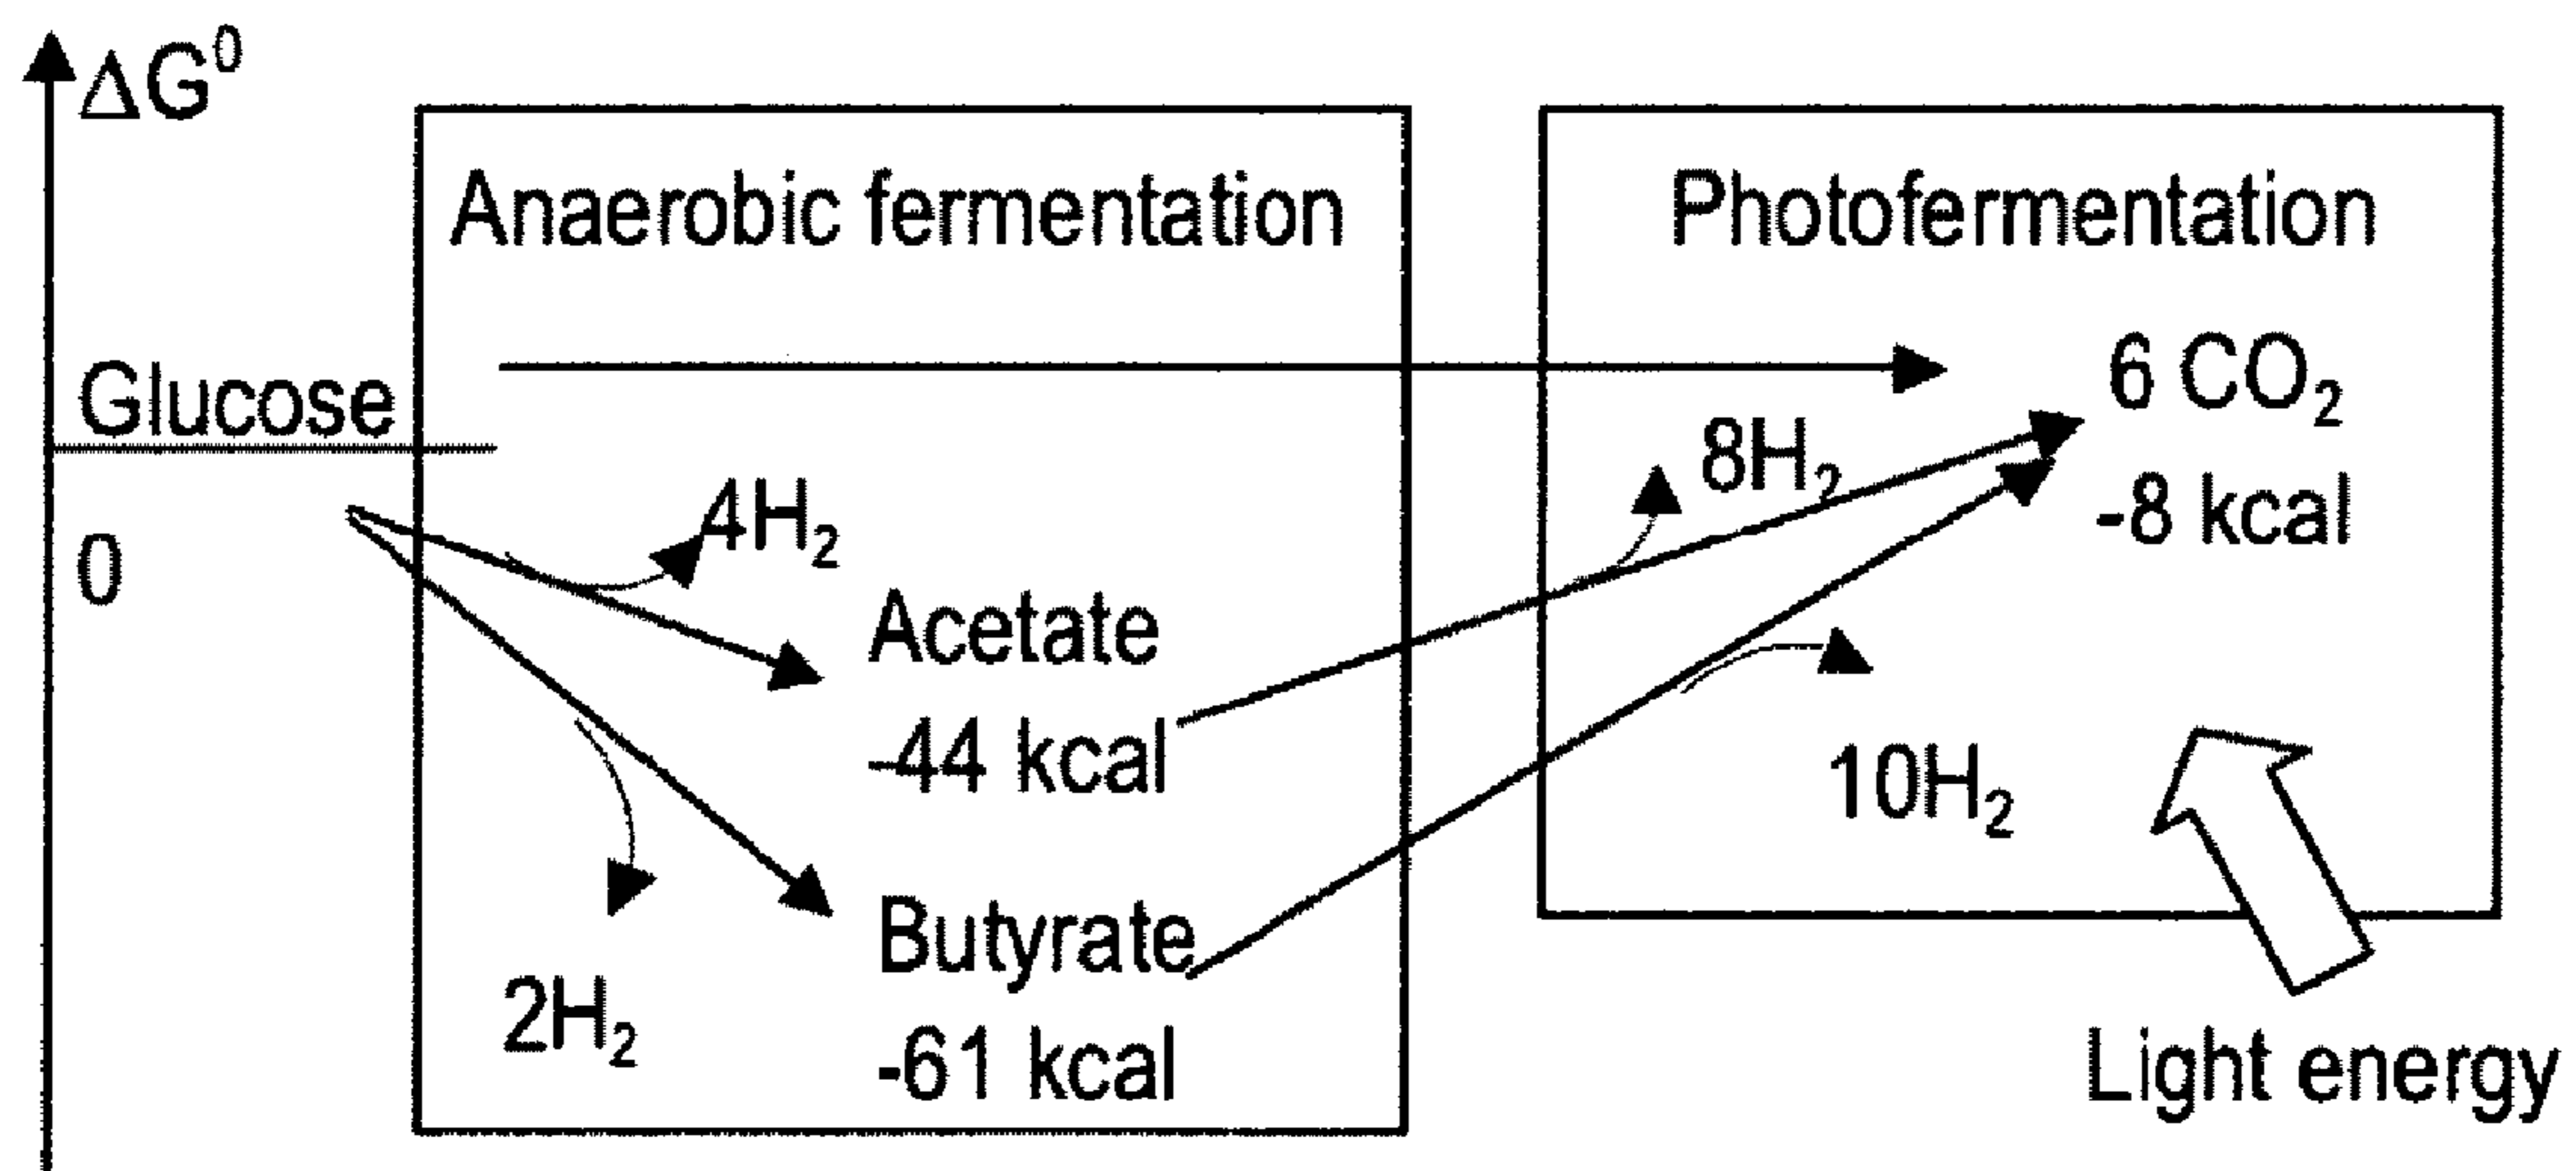 ΔG⁰
Anaerobic fermentation
Photofermentation
Glucose
0
4H₂
Acetate
-44 kcal
2H₂
Butyrate
-61 kcal
8H₂
6 CO₂
-8 kcal
10H₂
Light energy